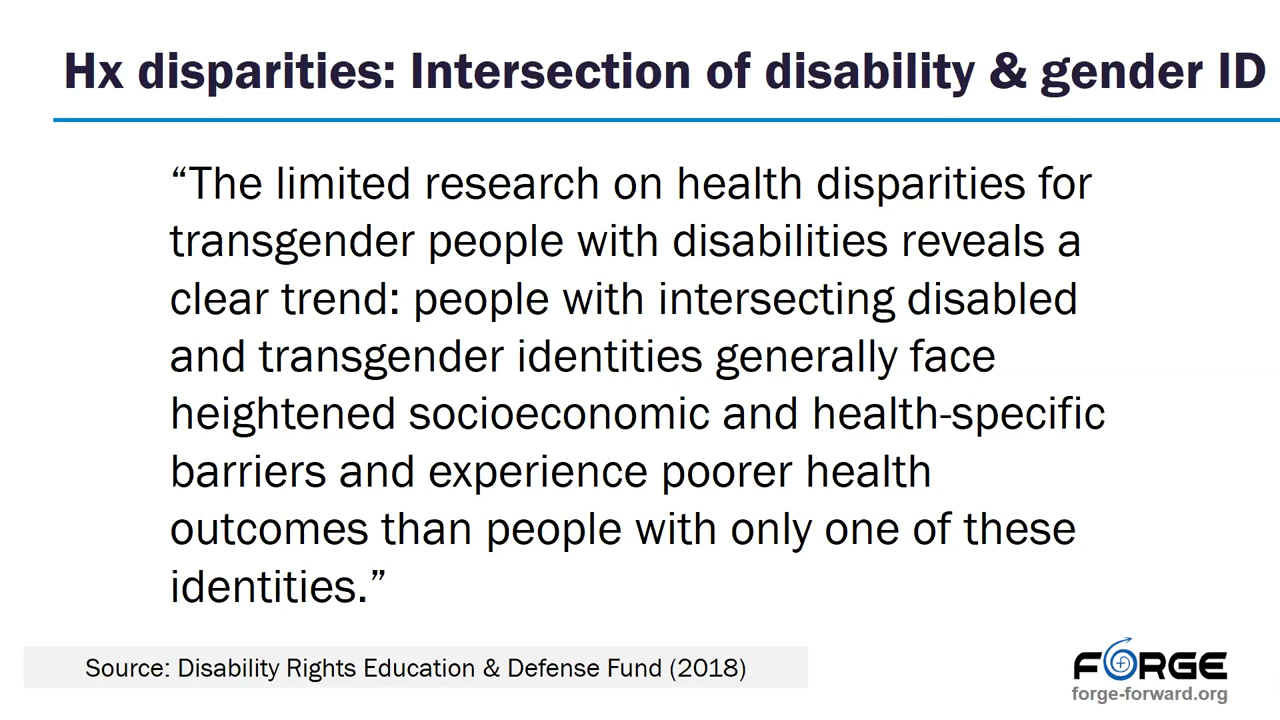 Hx disparities: Intersection of disability & gender ID
“The limited research on health disparities for
transgender people with disabilities reveals a
clear trend: people with intersecting disabled
and transgender identities generally face
heightened socioeconomic and health-specific
barriers and experience poorer health
outcomes than people with only one of these
identities.”
Source: Disability Rights Education & Defense Fund (2018)
FORGE
forge-forward.org